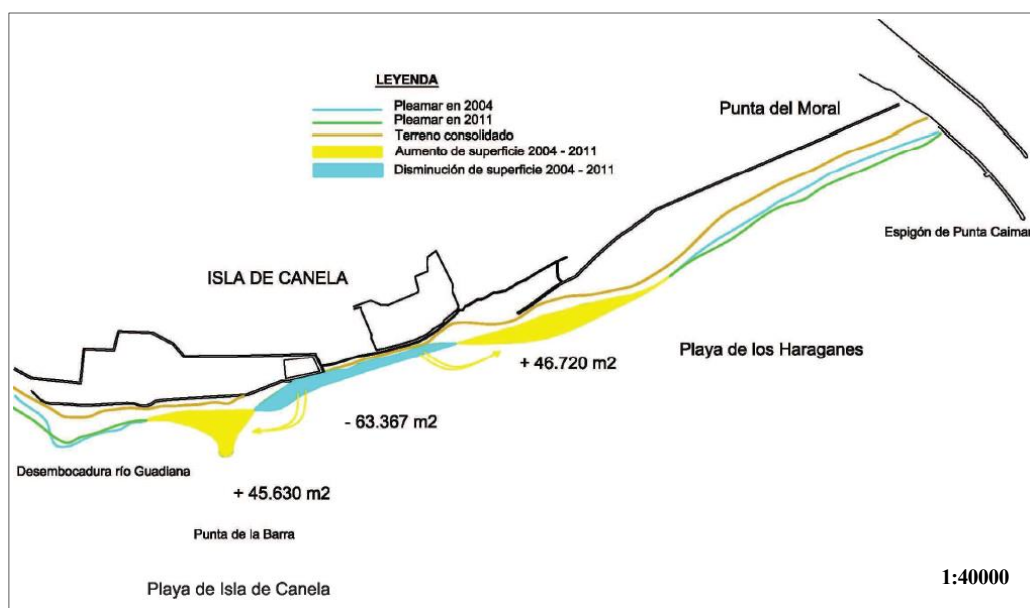 LEYENDA
Pleamar en 2004
Pleamar en 2011
Terreno consolidado
Aumento de superficie 2004 - 2011
Disminución de superficie 2004 - 2011
Punta del Moral
Espigón de Punta Caiman
ISLA DE CANELA
Playa de los Haraganes
+ 46.720 m2
- 63.367 m2
Desembocadura río Guadiana
+ 45.630 m2
Punta de la Barra
Playa de Isla de Canela
1:40000